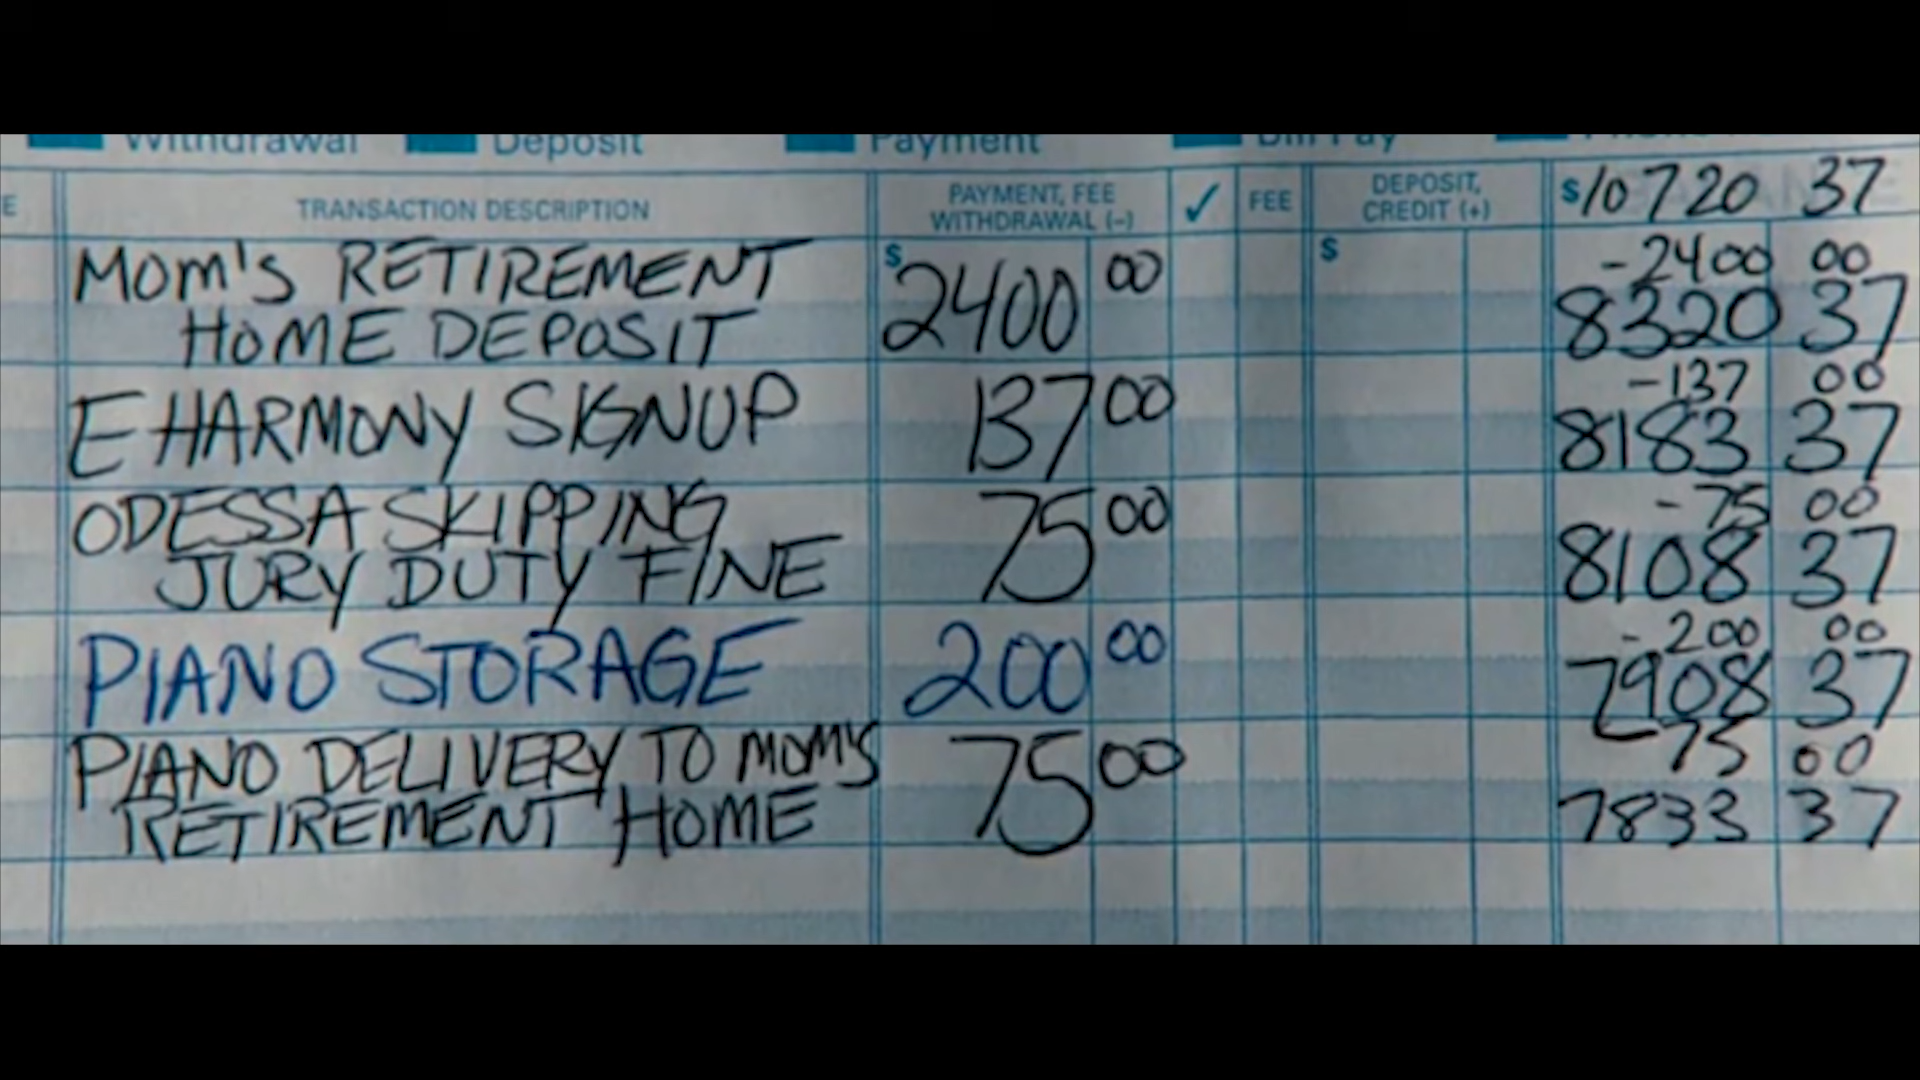 Withdrawal Deposit Payment Bill Pay
E TRANSACTION DESCRIPTION PAYMENT, FEE WITHDRAWAL (–) ✓ FEE DEPOSIT, CREDIT (+) $10720 37
$ $ -2400 00
MOM'S RETIREMENT HOME DEPOSIT 2400 00 8320 37
-137 00
E HARMONY SIGNUP 137 00 8183 37
-75 00
ODESSA SKIPPING JURY DUTY FINE 75 00 8108 37
-200 00
PIANO STORAGE 200 00 7908 37
-75 00
PIANO DELIVERY TO MOM'S RETIREMENT HOME 75 00 7833 37